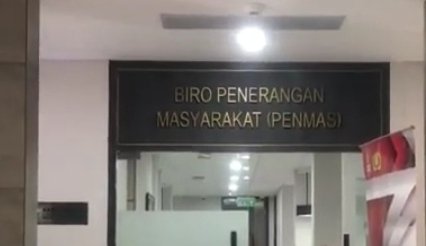 BIRO PENERANGAN
MASYARAKAT (PENMAS)